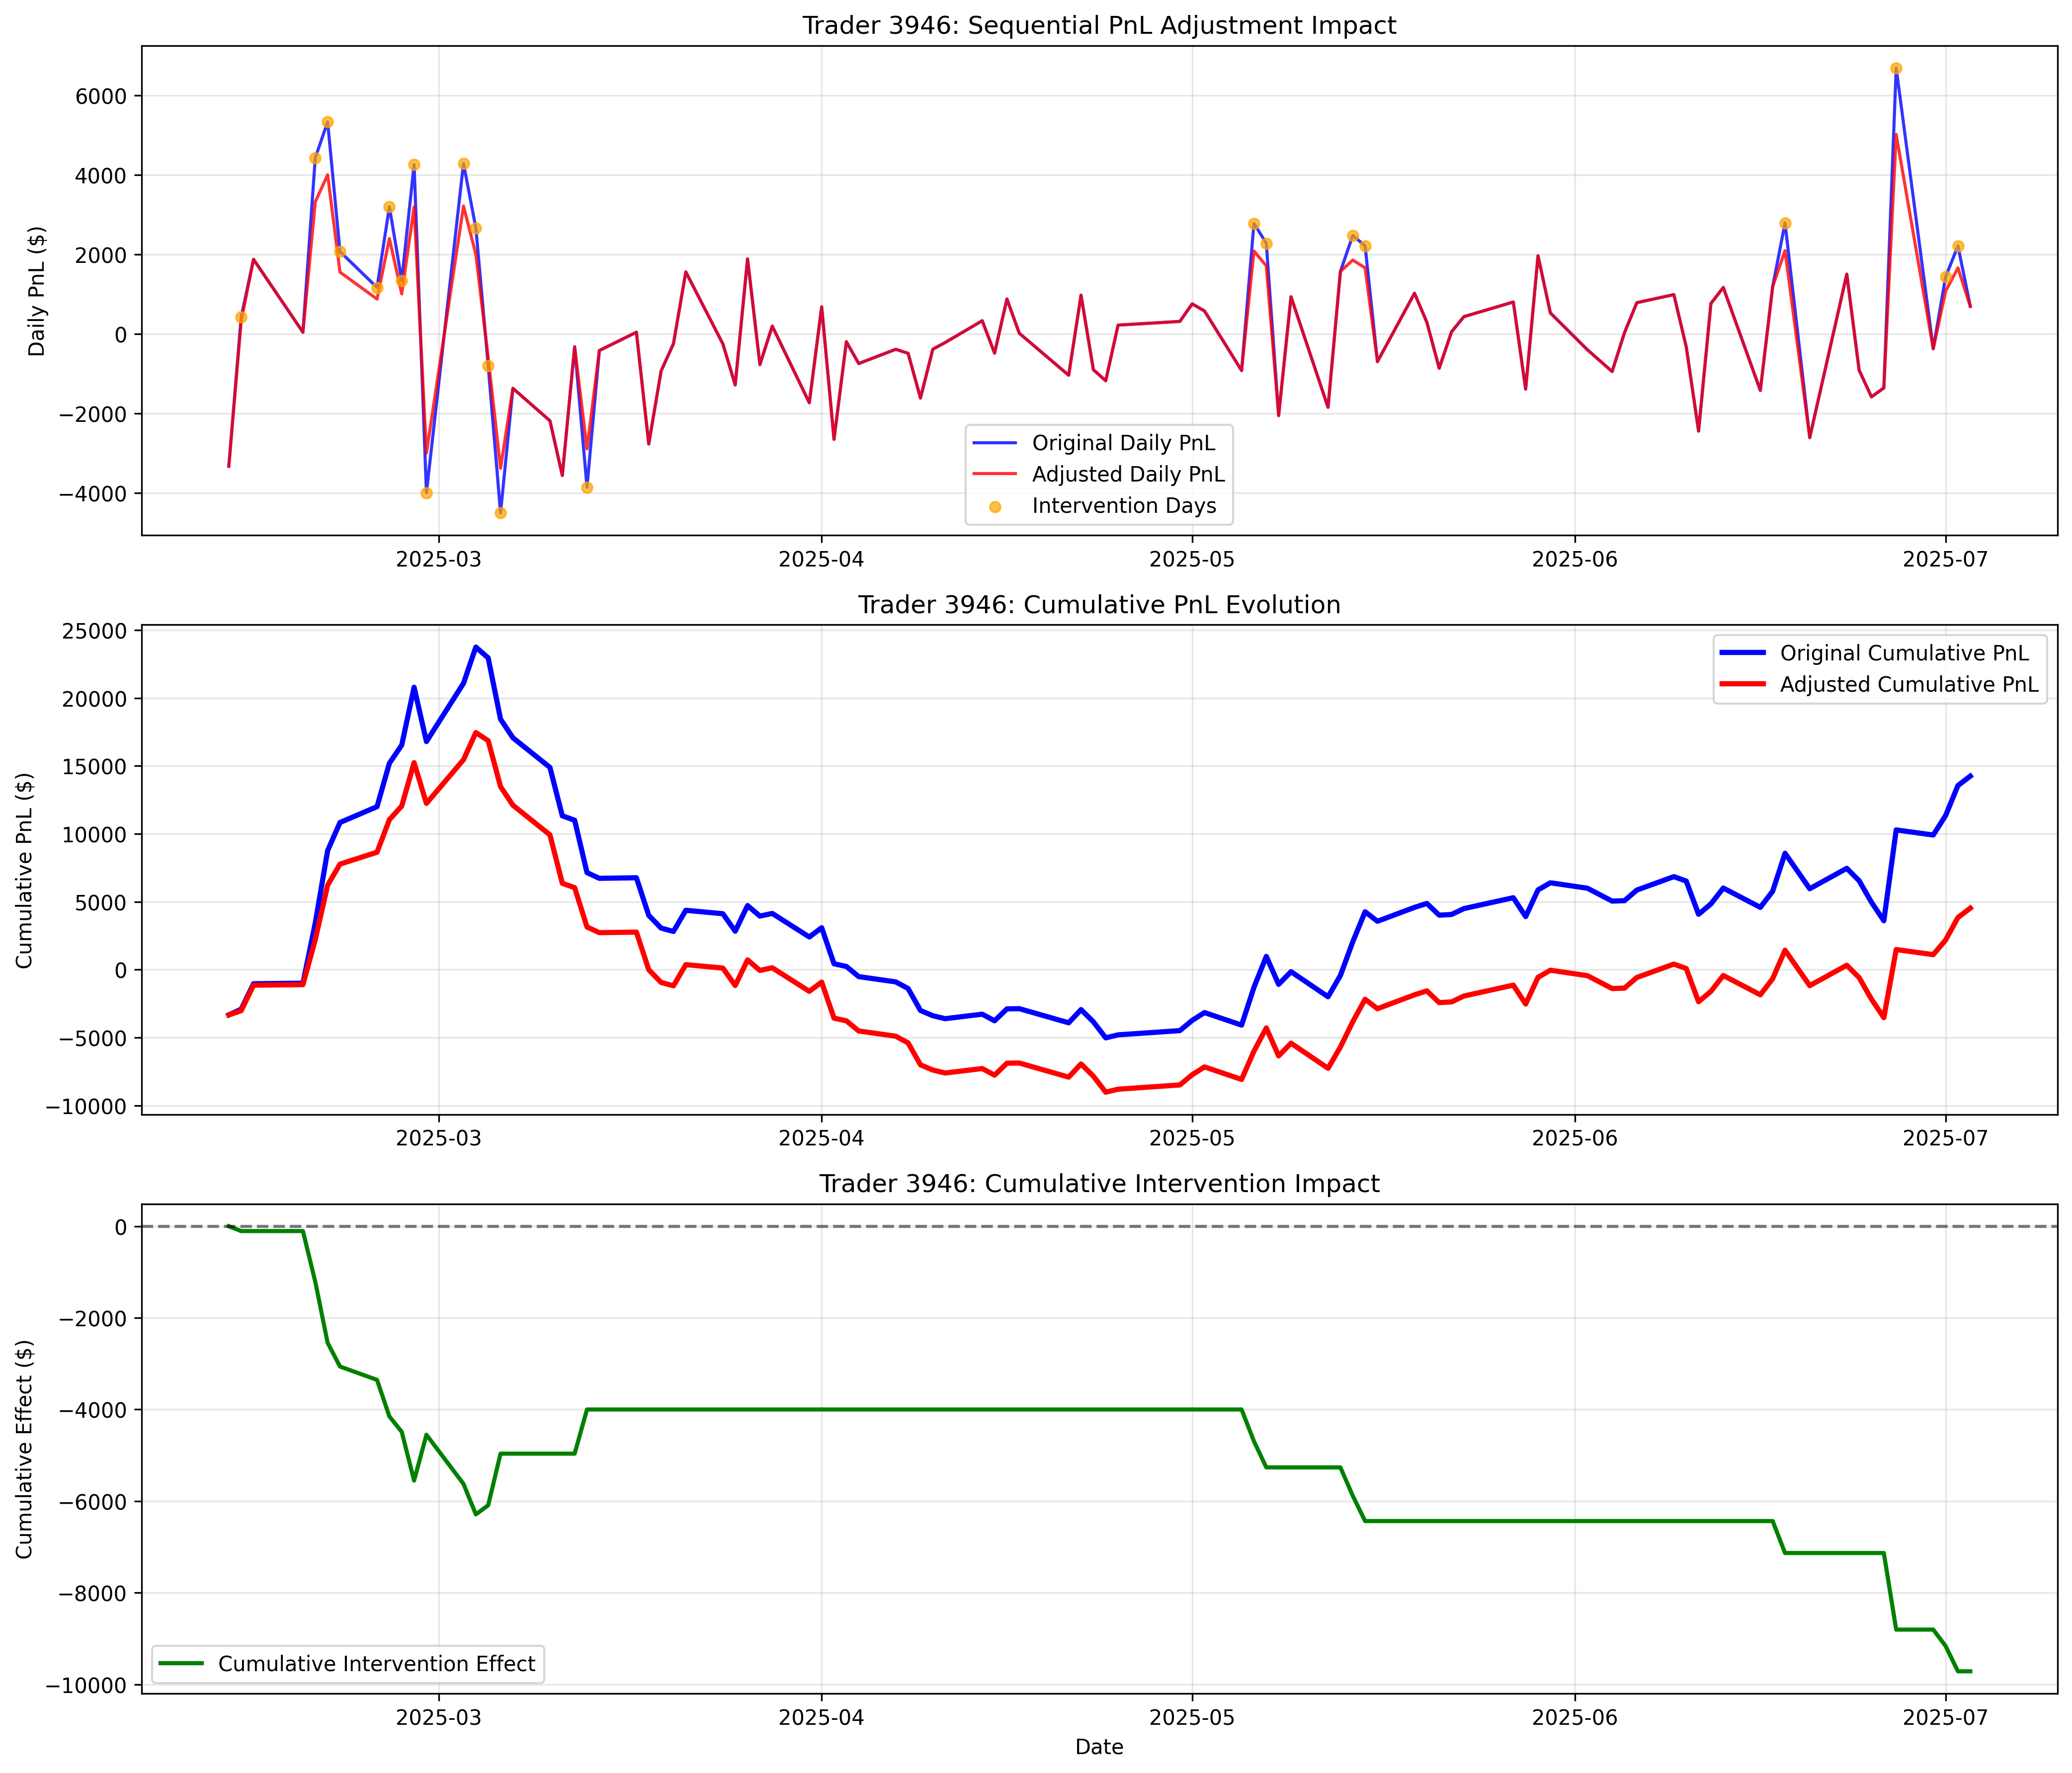 Trader 3946: Sequential PnL Adjustment Impact
Daily PnL ($)
6000
4000
2000
0
−2000
−4000
Original Daily PnL
Adjusted Daily PnL
Intervention Days
2025-03 2025-04 2025-05 2025-06 2025-07
Trader 3946: Cumulative PnL Evolution
Cumulative PnL ($)
25000
20000
15000
10000
5000
0
−5000
−10000
Original Cumulative PnL
Adjusted Cumulative PnL
2025-03 2025-04 2025-05 2025-06 2025-07
Trader 3946: Cumulative Intervention Impact
Cumulative Effect ($)
0
−2000
−4000
−6000
−8000
−10000
Cumulative Intervention Effect
2025-03 2025-04 2025-05 2025-06 2025-07
Date